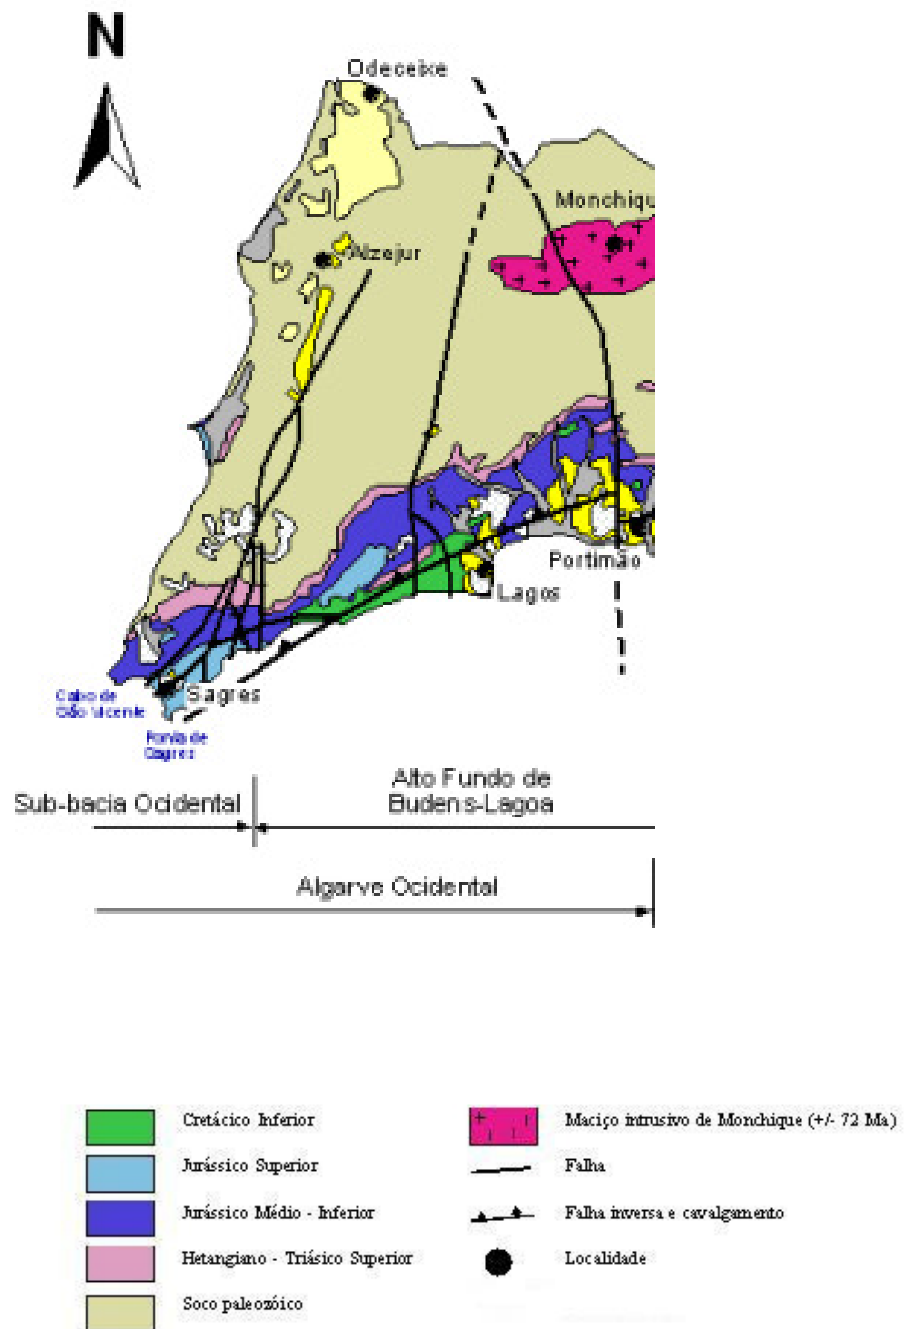 N
Odeceixe
Monchiqu
Alzejur
Portimão
Lagos
Sagres
Cabo de
São Vicente
Ponta de
Sagres
Sub-bacia Ocidental
Alto Fundo de
Budens-Lagoa
Algarve Ocidental
Cretácico Inferior
Jurássico Superior
Jurássico Médio - Inferior
Hetangiano - Triásico Superior
Soco paleozóico
Maciço intrusivo de Monchique (+/- 72 Ma)
Falha
Falha inversa e cavalgamento
Localidade